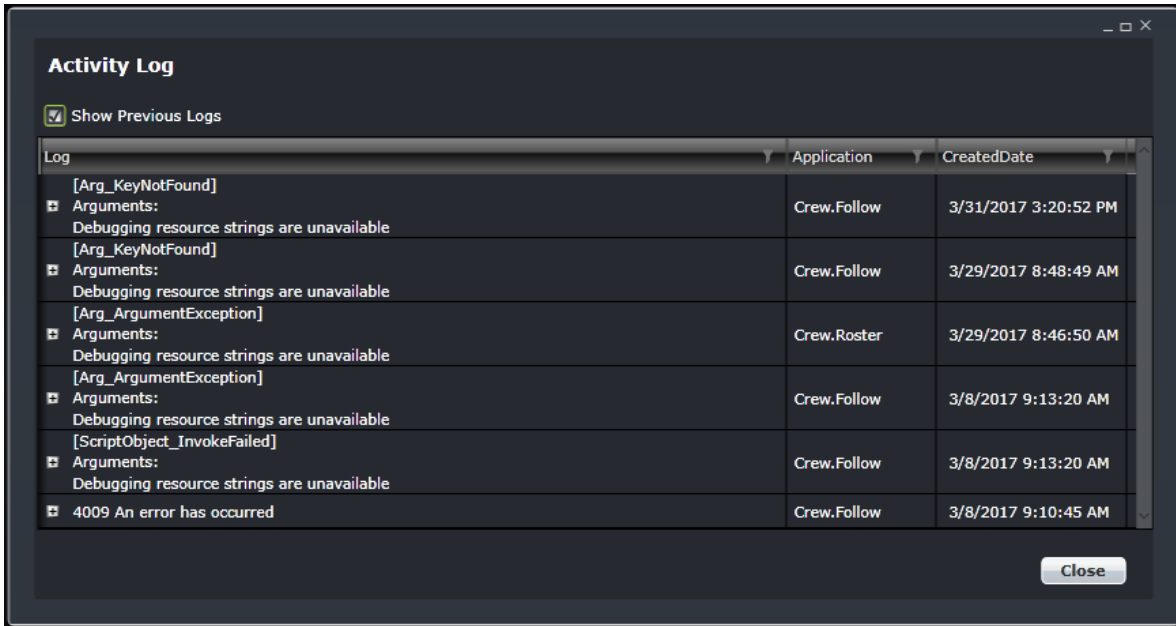 Activity Log
Show Previous Logs
Log Application CreatedDate
[Arg_KeyNotFound]
Arguments: Crew.Follow 3/31/2017 3:20:52 PM
Debugging resource strings are unavailable
[Arg_KeyNotFound]
Arguments: Crew.Follow 3/29/2017 8:48:49 AM
Debugging resource strings are unavailable
[Arg_ArgumentException]
Arguments: Crew.Roster 3/29/2017 8:46:50 AM
Debugging resource strings are unavailable
[Arg_ArgumentException]
Arguments: Crew.Follow 3/8/2017 9:13:20 AM
Debugging resource strings are unavailable
[ScriptObject_InvokeFailed]
Arguments: Crew.Follow 3/8/2017 9:13:20 AM
Debugging resource strings are unavailable
4009 An error has occurred Crew.Follow 3/8/2017 9:10:45 AM
Close